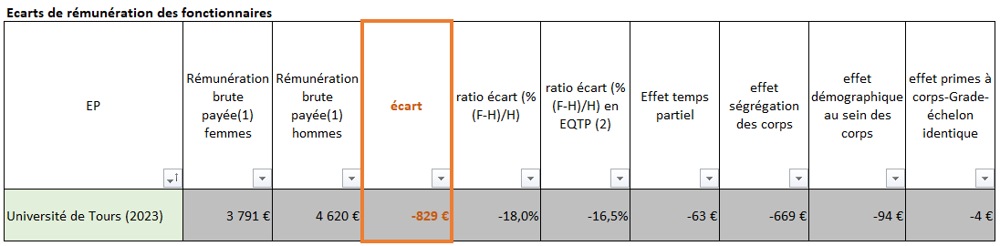 Ecarts de rémunération des fonctionnaires
EP
Rémunération
brute
payée(1)
femmes
Rémunération
brute
payée(1)
hommes
écart
ratio écart (%
(F-H)/H)
ratio écart (%
(F-H)/H) en
EQTP (2)
Effet temps
partiel
effet
ségrégation
des corps
effet
démographique
au sein des
corps
effet primes à
corps-Grade-
échelon
identique
Université de Tours (2023)
3 791 €
4 620 €
-829 €
-18,0%
-16,5%
-63 €
-669 €
-94 €
-4 €